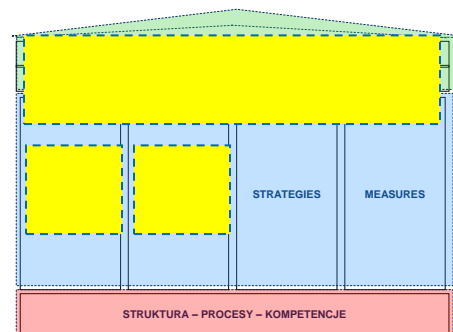 STRATEGIES
MEASURES
STRUKTURA – PROCESY – KOMPETENCJE